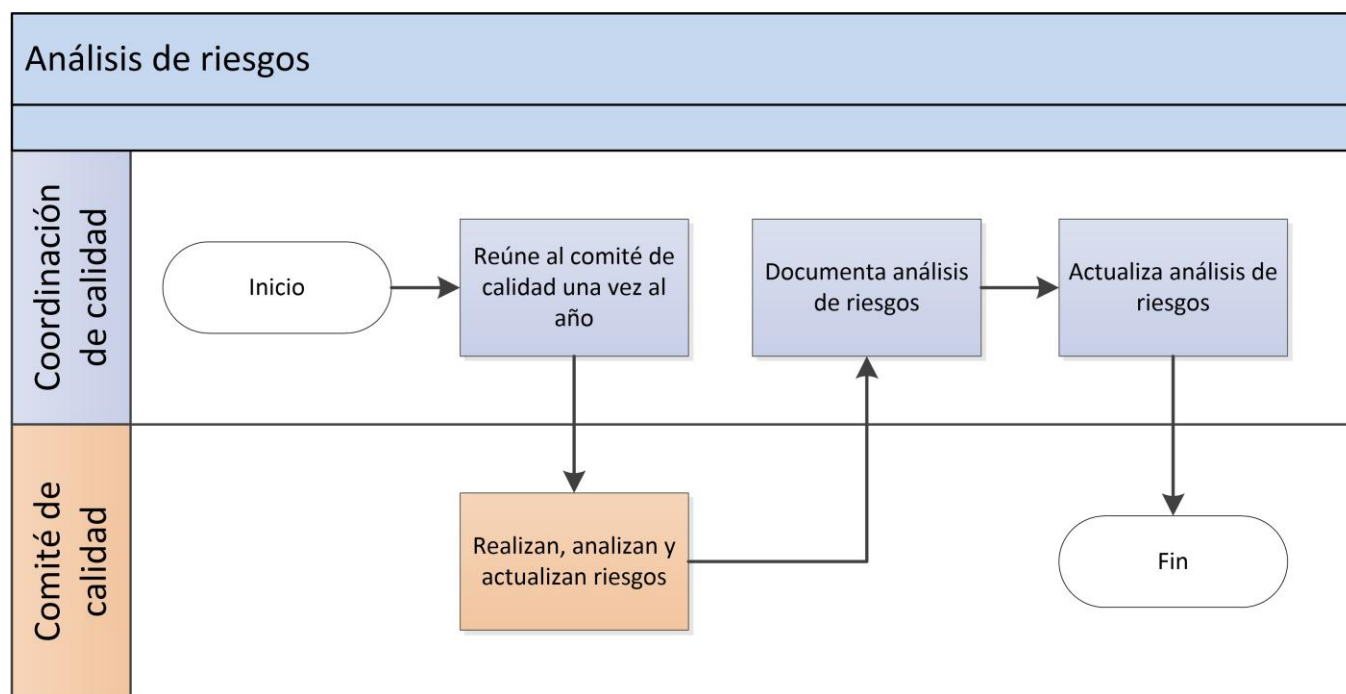 Análisis de riesgos
Coordinación
de calidad
Inicio
Reúne al comité de
calidad una vez al
año
Documenta análisis
de riesgos
Actualiza análisis de
riesgos
Comité de
calidad
Realizan, analizan y
actualizan riesgos
Fin